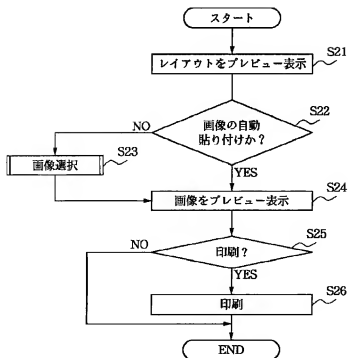 スタート
S21
レイアウトをプレビュー表示
S22
画像の自動
貼り付けか?
NO
S23
画像選択
YES
S24
画像をプレビュー表示
S25
NO
印刷?
YES
S26
印刷
END